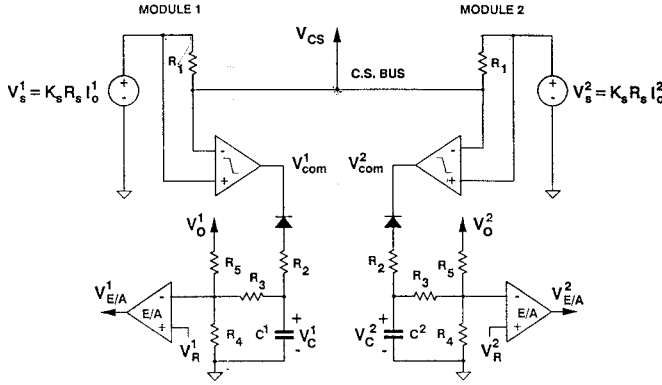 MODULE 1
MODULE 2
V_CS
R_1
C.S. BUS
R_1
V_s^1 = K_s R_s I_o^1
V_s^2 = K_s R_s I_o^2
+
-
+
-
-
+
-
+
V_com^1
V_com^2
V_O^1
V_O^2
R_5
R_2
R_2
R_5
R_3
R_3
V_E/A^1
V_E/A^2
E/A
E/A
-
+
-
+
V_R^1
R_4
C^1
+
V_C^1
-
+
V_C^2
-
C^2
R_4
V_R^2